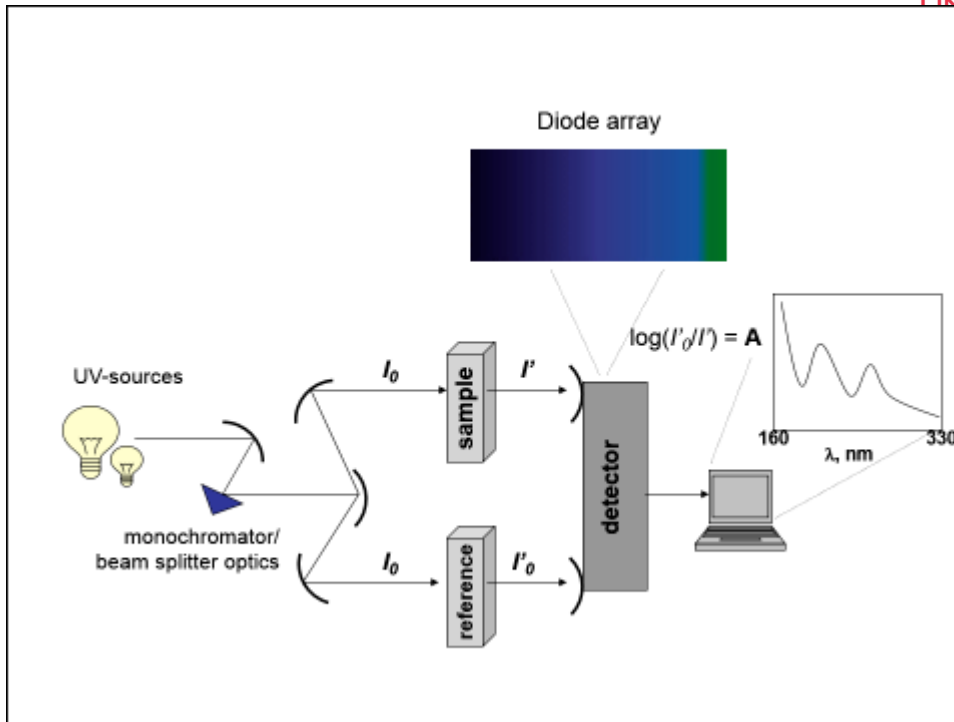 Diode array
log(I'₀/I') = A
UV-sources
I₀
I'
sample
160
330
λ, nm
detector
monochromator/
beam splitter optics
I₀
I'₀
reference